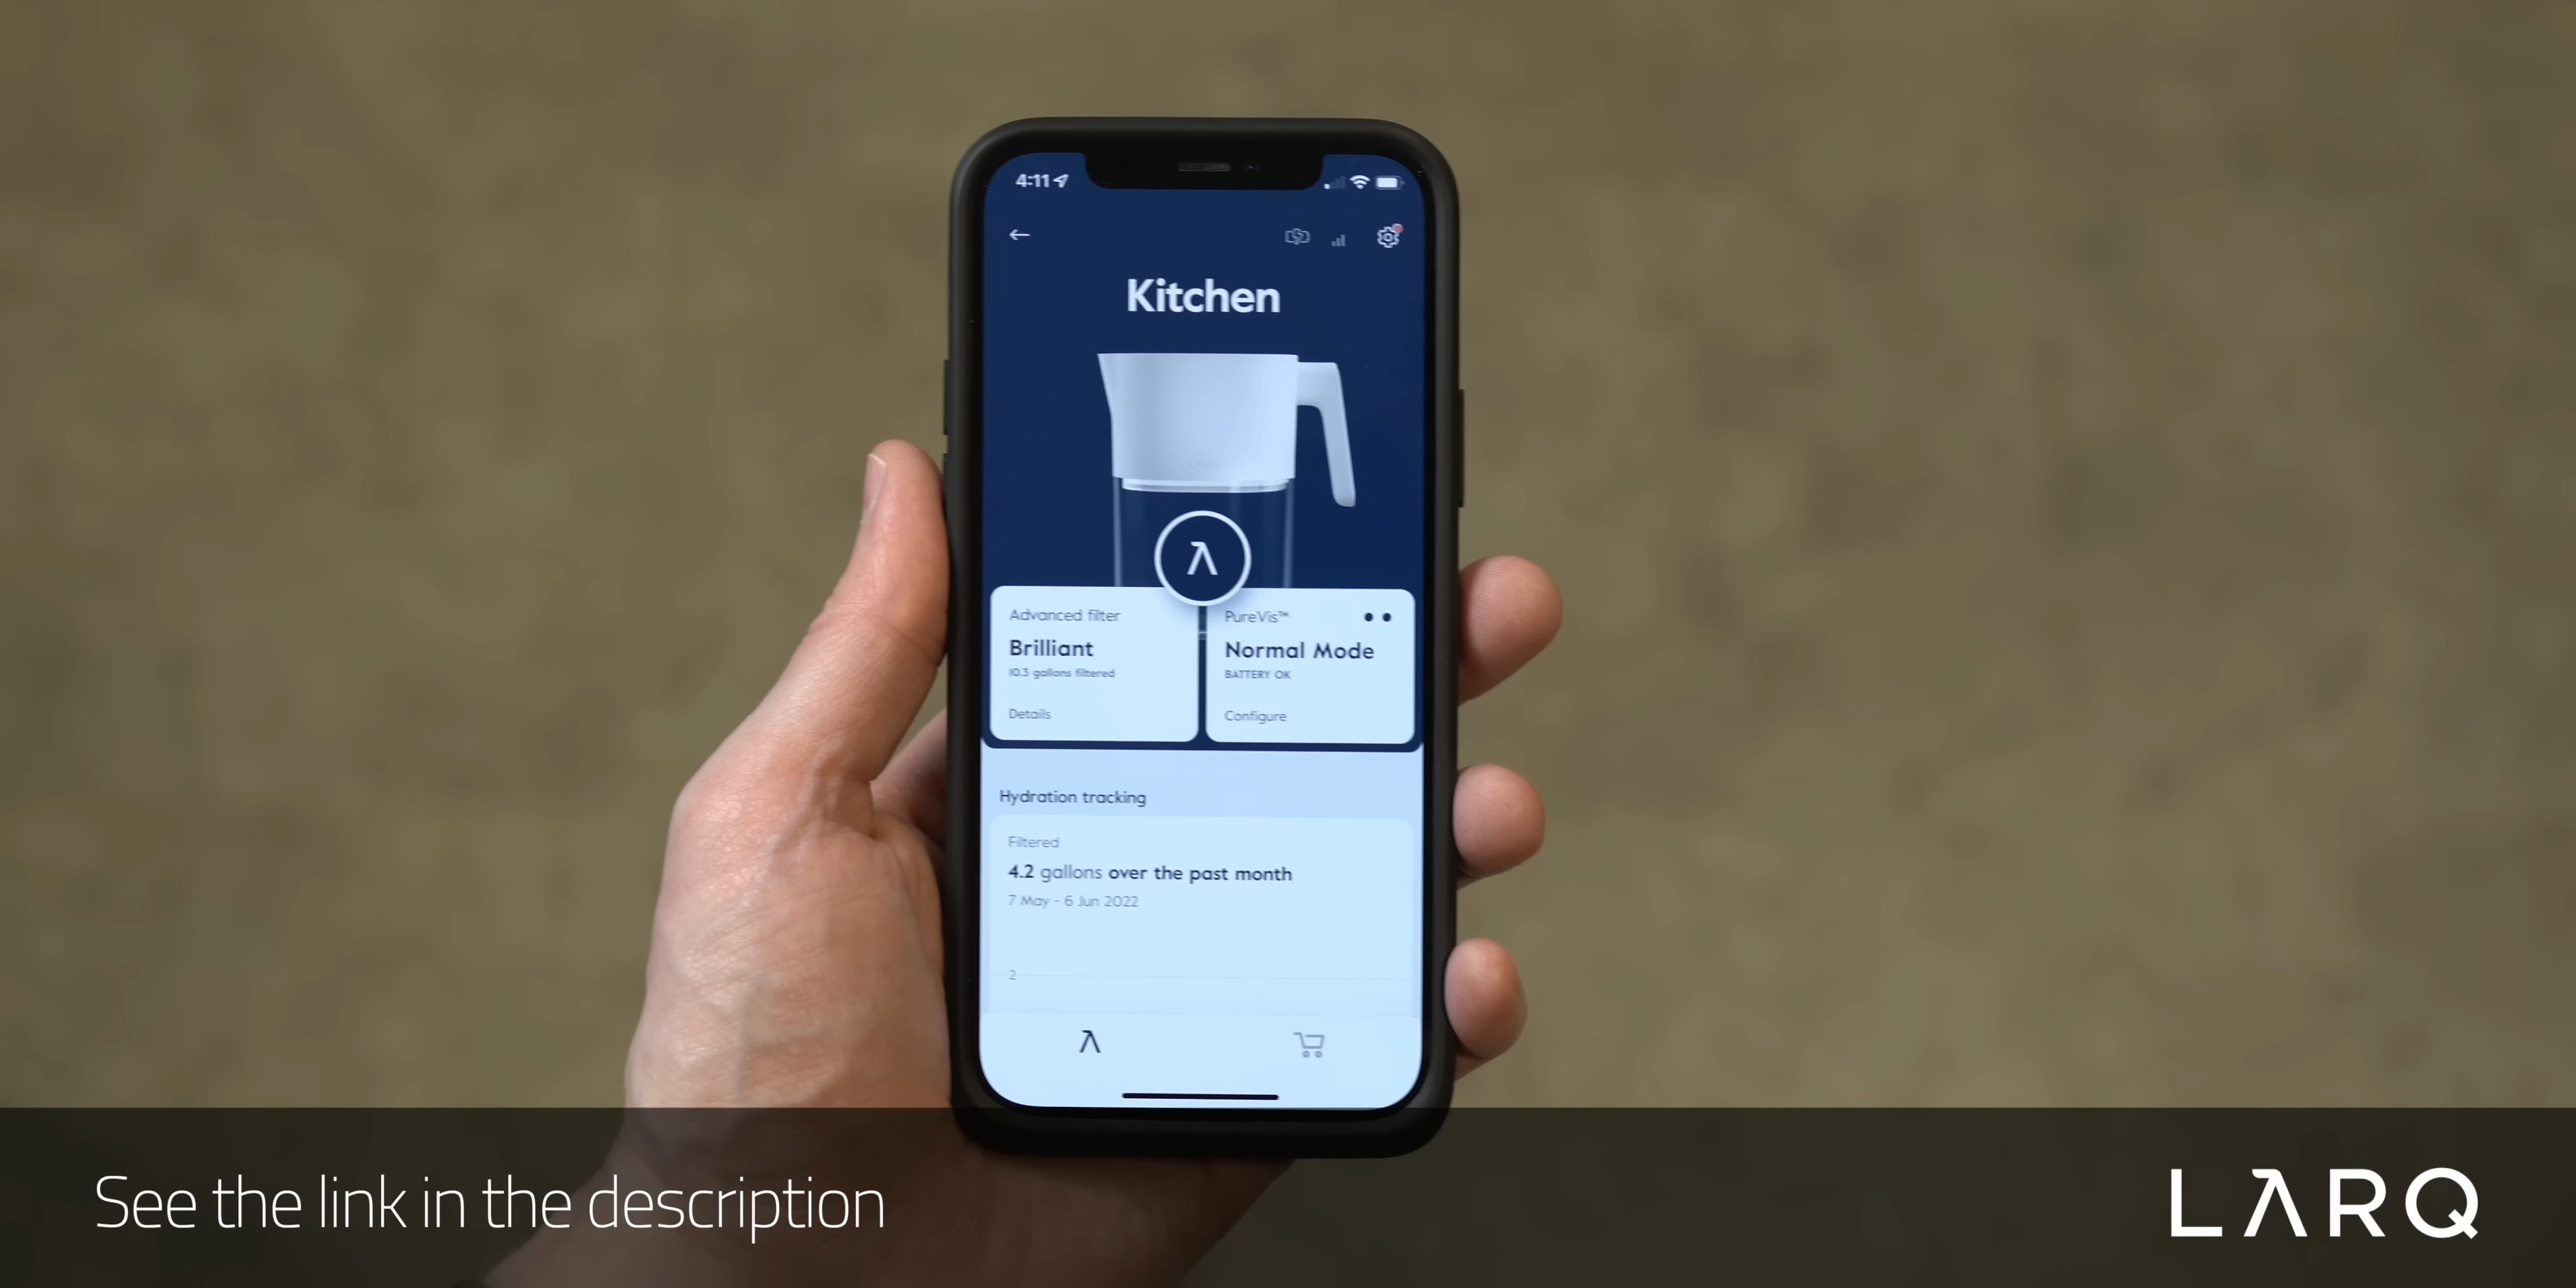 4:11
Kitchen
Advanced filter
Brilliant
10.3 gallons filtered
Details
PureVis™
Normal Mode
BATTERY OK
Configure
Hydration tracking
Filtered
4.2 gallons over the past month
7 May - 6 Jun 2022
2
See the link in the description
LARQ